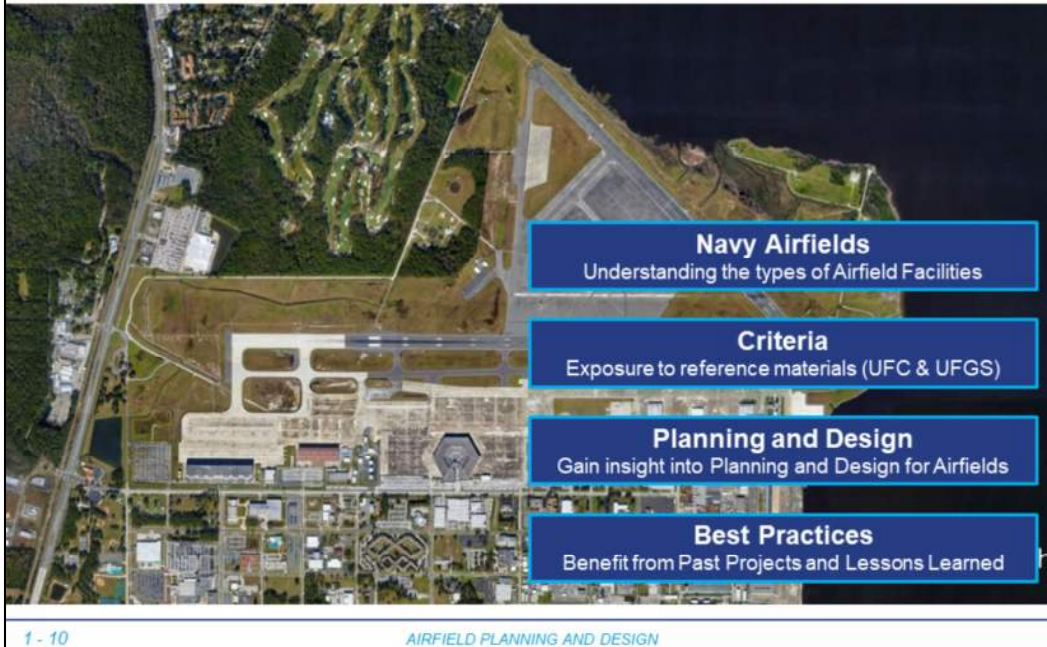 Navy Airfields
Understanding the types of Airfield Facilities
Criteria
Exposure to reference materials (UFC & UFGS)
Planning and Design
Gain insight into Planning and Design for Airfields
Best Practices
Benefit from Past Projects and Lessons Learned
1 - 10
AIRFIELD PLANNING AND DESIGN